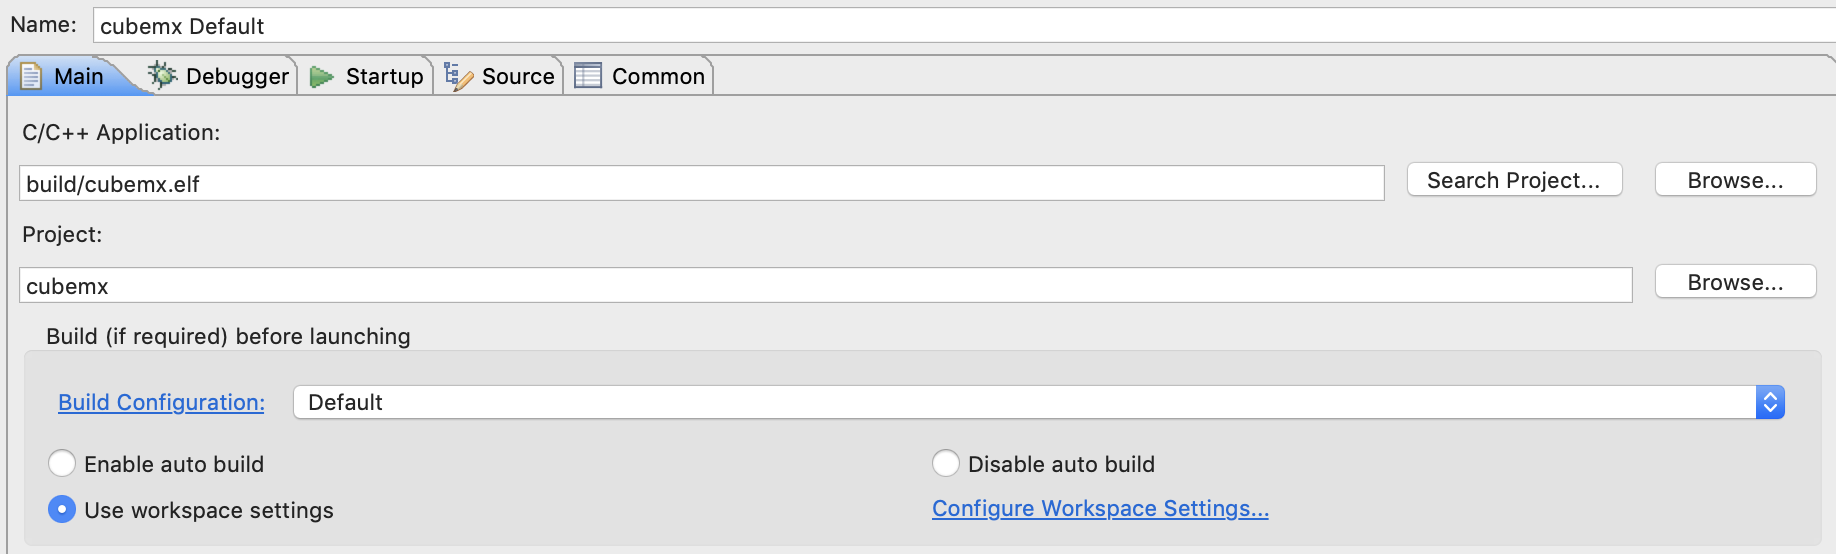 Name: cubemx Default
Main Debugger Startup Source Common
C/C++ Application:
build/cubemx.elf Search Project... Browse...
Project:
cubemx Browse...
Build (if required) before launching
Build Configuration: Default
Enable auto build Disable auto build
Use workspace settings Configure Workspace Settings...